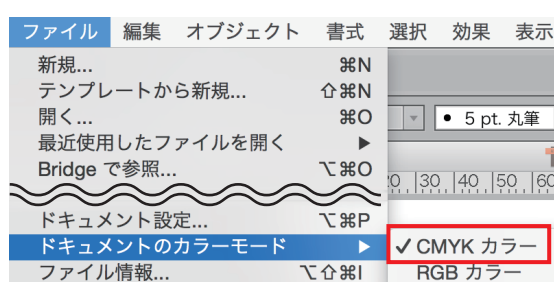 ファイル 編集 オブジェクト 書式 選択 効果 表示
新規... ⌘N
テンプレートから新規... ⇧⌘N
開く... ⌘O
最近使用したファイルを開く ▶
Bridge で参照... ⌥⌘O
• 5 pt. 丸筆
30 40 50 60
ドキュメント設定... ⌥⌘P
ドキュメントのカラーモード ▶
✓ CMYK カラー
ファイル情報... ⌥⇧⌘I
RGB カラー